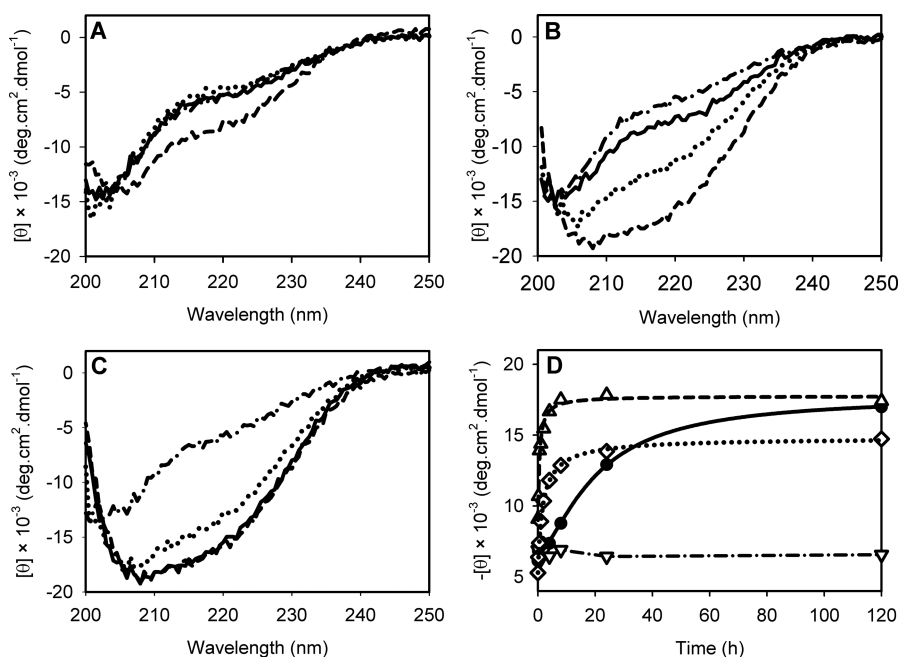 A
0
-5
-10
-15
-20
[θ] × 10⁻³ (deg.cm².dmol⁻¹)
200 210 220 230 240 250
Wavelength (nm)
B
0
-5
-10
-15
-20
[θ] × 10⁻³ (deg.cm².dmol⁻¹)
200 210 220 230 240 250
Wavelength (nm)
C
0
-5
-10
-15
-20
[θ] × 10⁻³ (deg.cm².dmol⁻¹)
200 210 220 230 240 250
Wavelength (nm)
D
20
17
15
10
5
-[θ] × 10⁻³ (deg.cm².dmol⁻¹)
0 20 40 60 80 100 120
Time (h)